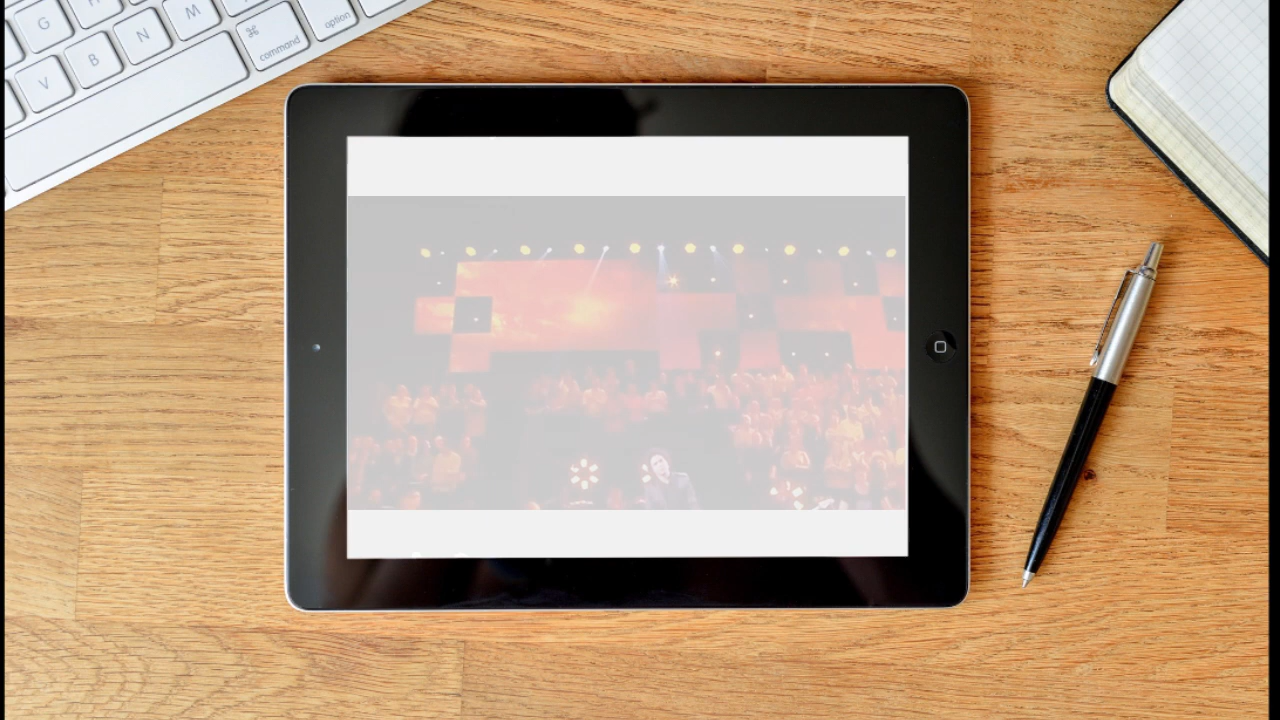 G H
M
V B N ⌘
command
option